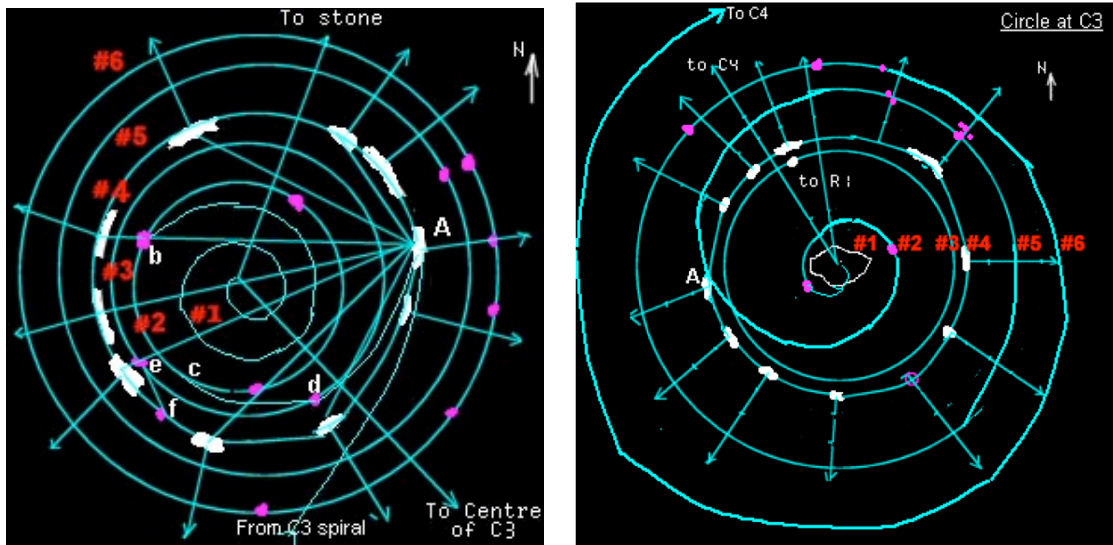 To stone
#6
N
#5
#4
A
b
#3
#2
#1
e
c
d
f
From C3 spiral
To Centre
of C3
To C4
Circle at C3
to C4
N
to R1
#1 #2 #3 #4 #5 #6
A